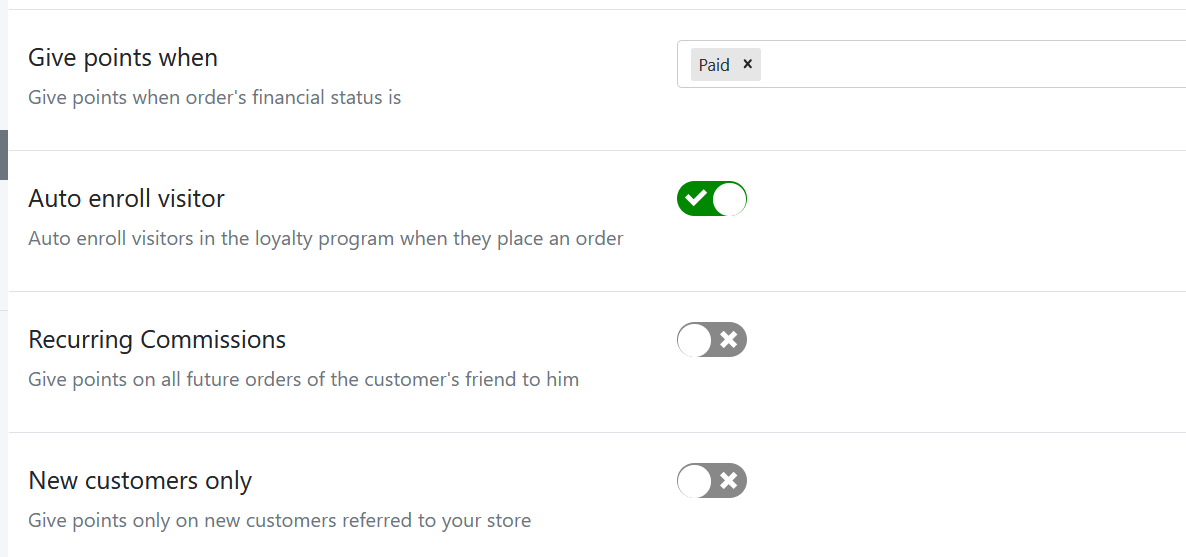 Give points when
Paid ×
Give points when order's financial status is
Auto enroll visitor
Auto enroll visitors in the loyalty program when they place an order
Recurring Commissions
Give points on all future orders of the customer's friend to him
New customers only
Give points only on new customers referred to your store